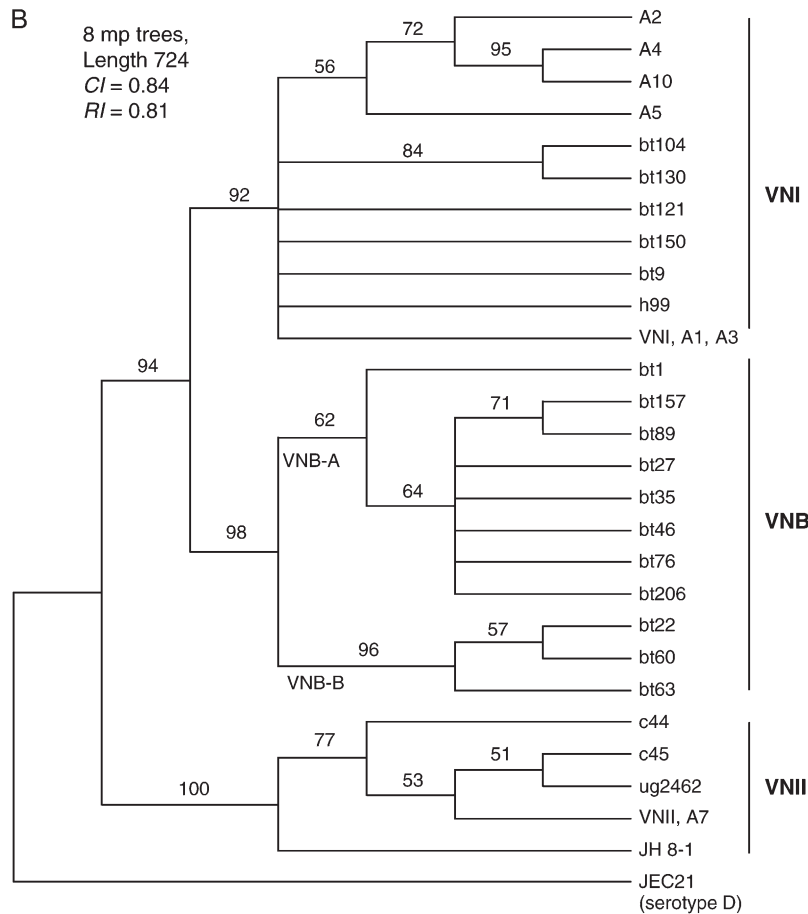 B
8 mp trees,
Length 724
CI = 0.84
RI = 0.81
A2
72
A4
95
A10
56
A5
bt104
84
bt130
VNI
92
bt121
bt150
bt9
h99
VNI, A1, A3
94
bt1
bt157
71
bt89
62
VNB-A
bt27
64
bt35
VNB
98
bt46
bt76
bt206
bt22
57
bt60
96
VNB-B
bt63
c44
77
c45
51
ug2462
53
VNII
100
VNII, A7
JH 8-1
JEC21
(serotype D)